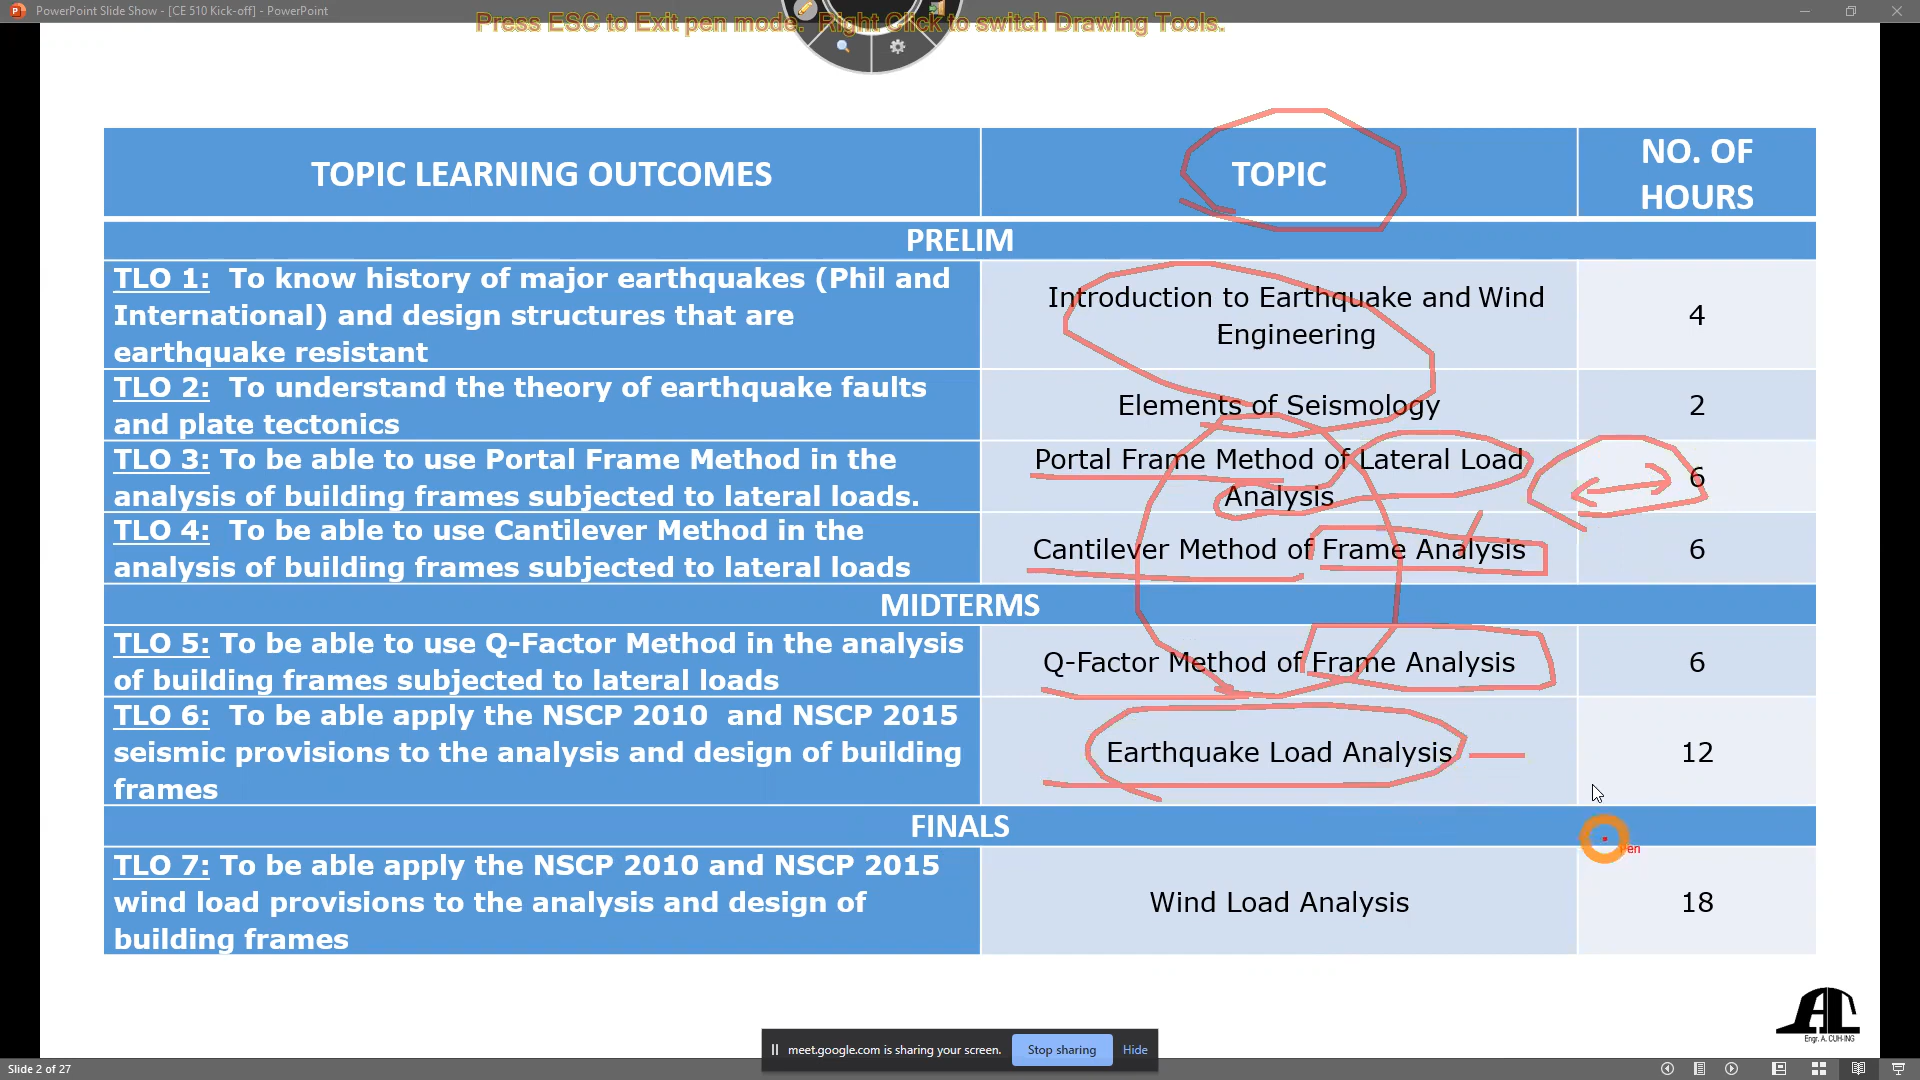 PowerPoint Slide Show - [CE 510 Kick-off] - PowerPoint
Press ESC to Exit pen mode. Right Click to switch Drawing Tools.
TOPIC LEARNING OUTCOMES
TOPIC
NO. OF
HOURS
PRELIM
TLO 1: To know history of major earthquakes (Phil and
International) and design structures that are
earthquake resistant
Introduction to Earthquake and Wind
Engineering
4
TLO 2: To understand the theory of earthquake faults
and plate tectonics
Elements of Seismology
2
TLO 3: To be able to use Portal Frame Method in the
analysis of building frames subjected to lateral loads.
Portal Frame Method of Lateral Load
Analysis
6
TLO 4: To be able to use Cantilever Method in the
analysis of building frames subjected to lateral loads
Cantilever Method of Frame Analysis
6
MIDTERMS
TLO 5: To be able to use Q-Factor Method in the analysis
of building frames subjected to lateral loads
Q-Factor Method of Frame Analysis
6
TLO 6: To be able apply the NSCP 2010 and NSCP 2015
seismic provisions to the analysis and design of building
frames
Earthquake Load Analysis
12
FINALS
Pen
TLO 7: To be able apply the NSCP 2010 and NSCP 2015
wind load provisions to the analysis and design of
building frames
Wind Load Analysis
18
Engr. A. CUH-ING
meet.google.com is sharing your screen.
Stop sharing
Hide
Slide 2 of 27